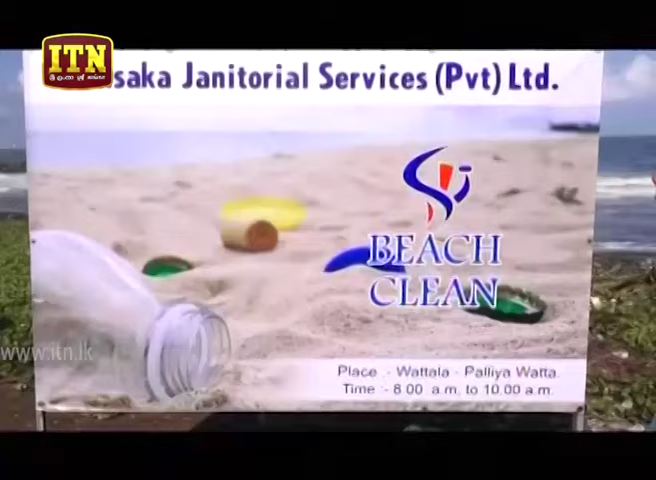 ITN
Janitorial Services (Pvt) Ltd.
BEACH
CLEAN
www.itn.lk
Place :- Wattala - Palliya Watta.
Time :- 8 00 a.m. to 10.00 a.m.